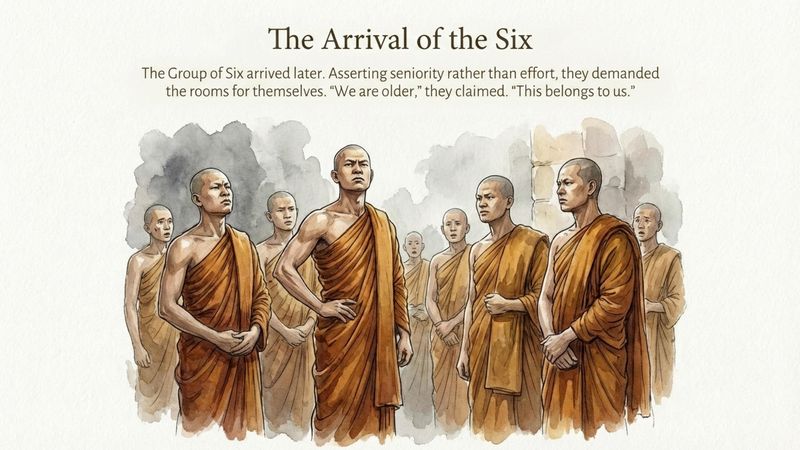 The Arrival of the Six
The Group of Six arrived later. Asserting seniority rather than effort, they demanded
the rooms for themselves. “We are older,” they claimed. “This belongs to us.”